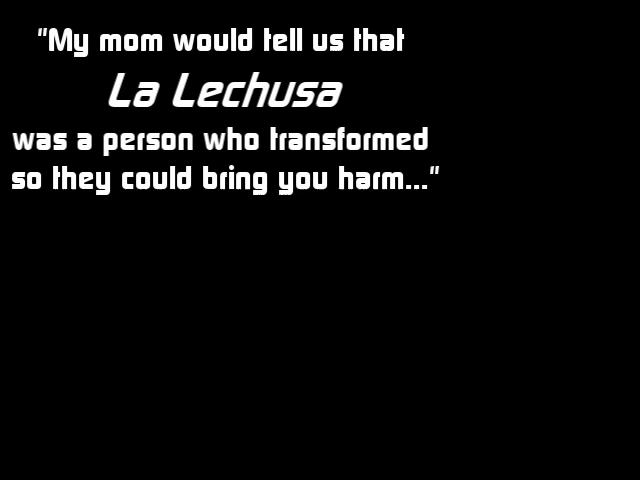 "My mom would tell us that
La Lechusa
was a person who transformed
so they could bring you harm..."